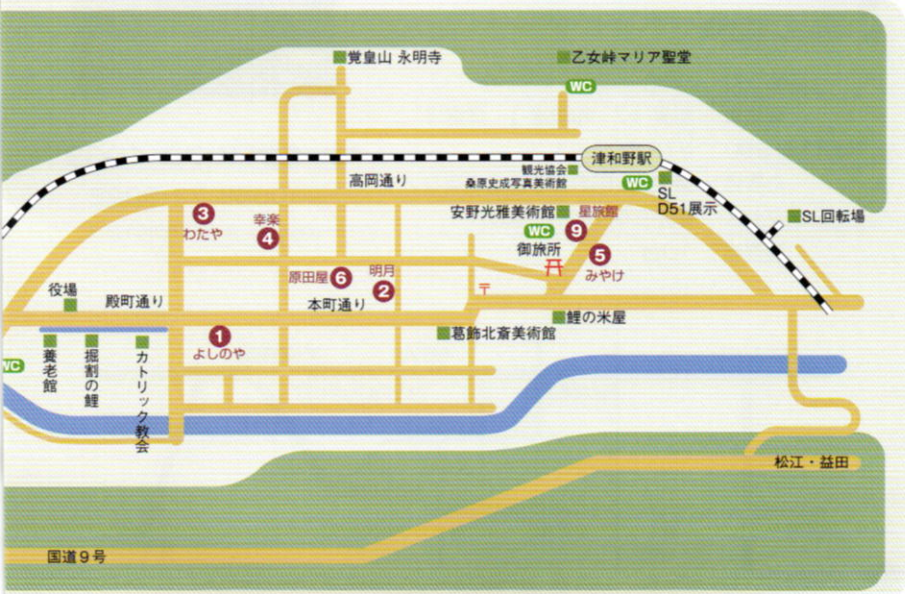 覚皇山 永明寺
乙女峠マリア聖堂
WC
津和野駅
観光協会
桑原史成写真美術館
高岡通り
WC
SL
D51展示
安野光雅美術館
星旅館
9
SL回転場
3
わたや
幸楽
4
WC
御旅所
5
みやけ
原田屋
6
明月
2
役場
殿町通り
本町通り
〒
鯉の米屋
葛飾北斎美術館
1
よしのや
WC
養老館
掘割の鯉
カトリック教会
松江・益田
国道9号